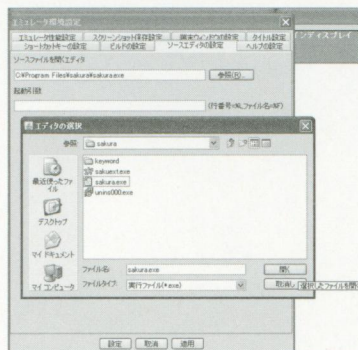 エミュレータ環境設定
エミュレータ性能設定 スクリーンショット保存設定 端末ウィンドウの設定 タイトル設定
ショートカットキーの設定 ビルドの設定 ソースエディタの設定 ヘルプの設定
ソースファイルを開くエディタ
C:¥Program Files¥sakura¥sakura.exe 参照(R)...
起動引数
(行番号=%L,ファイル名=%F)
インディスプレイ
エディタの選択
参照 sakura
最近使ったファイル
デスクトップ
マイ ドキュメント
マイ コンピュータ
keyword
sakuext.exe
sakura.exe
unins000.exe
ファイル名: sakura.exe 開く
ファイルタイプ: 実行ファイル(*.exe) 取消し
選択したファイルを開
設定 取消 適用